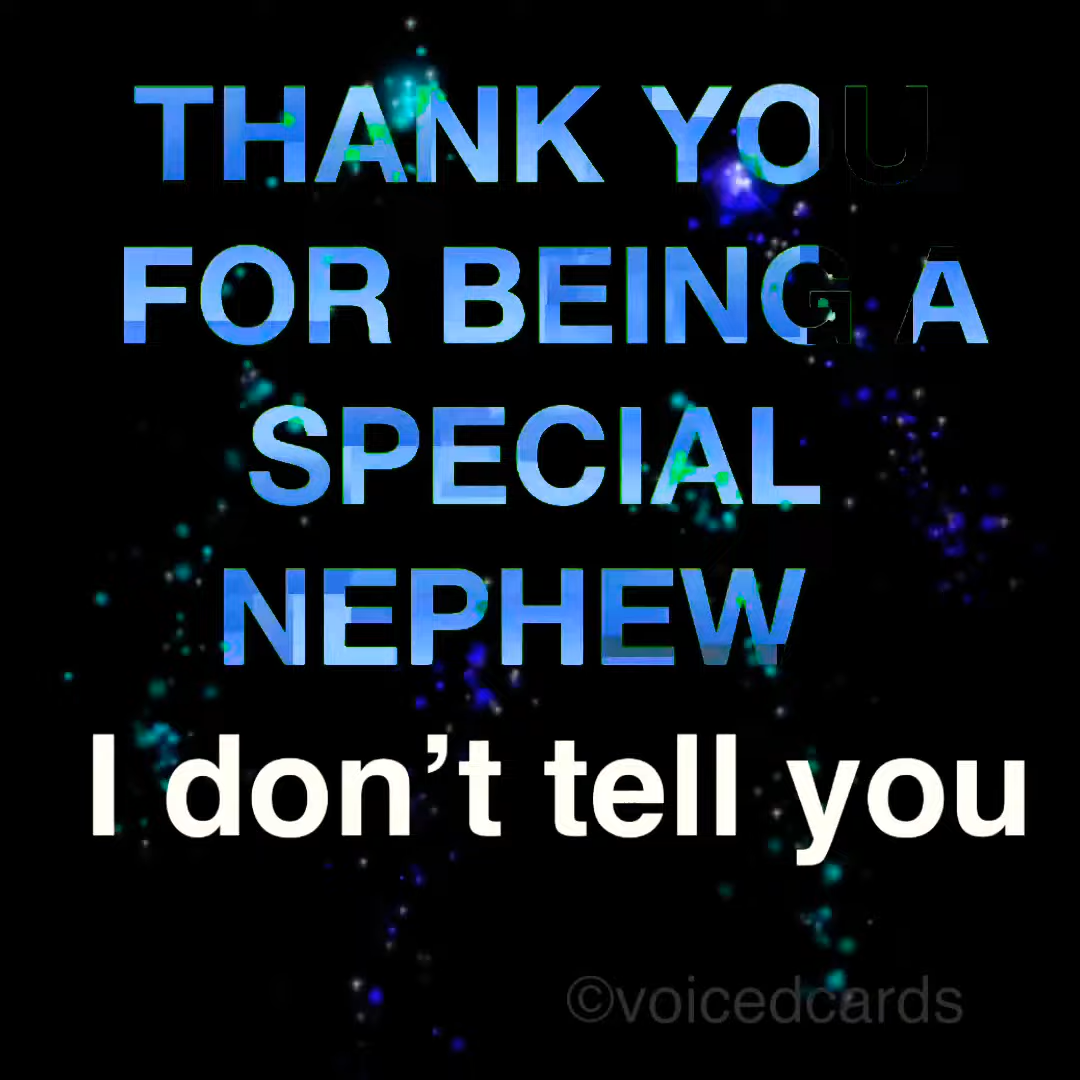 THANK YOU
FOR BEING A
SPECIAL
NEPHEW
I don’t tell you
©voicedcards